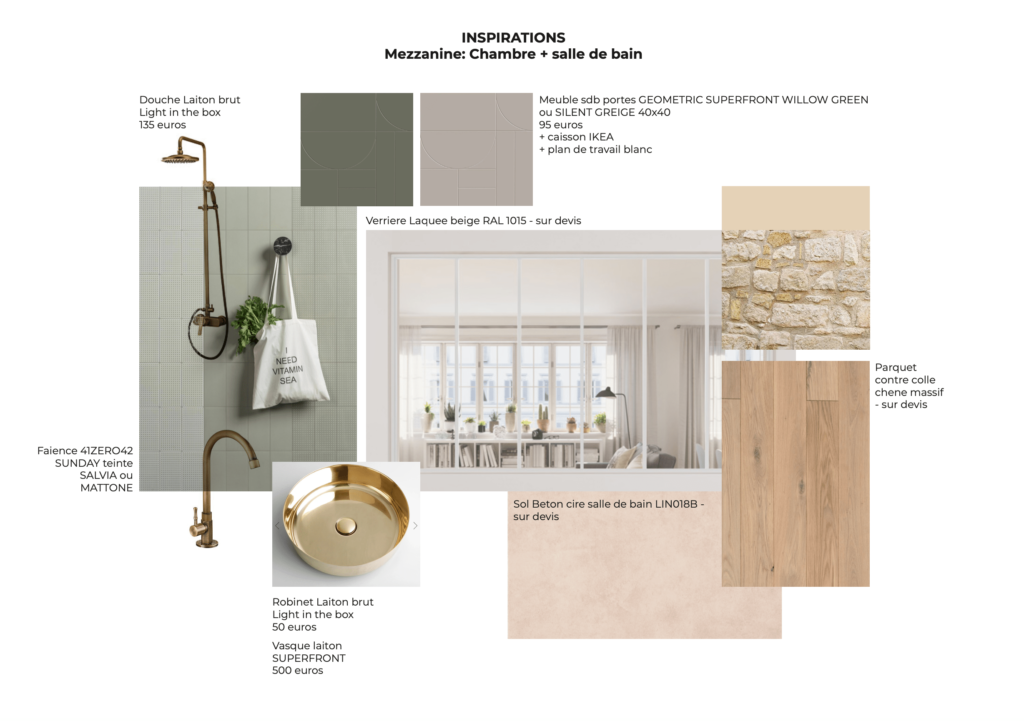 INSPIRATIONS
Mezzanine: Chambre + salle de bain
Douche Laiton brut
Light in the box
135 euros
Meuble sdb portes GEOMETRIC SUPERFRONT WILLOW GREEN
ou SILENT GREIGE 40x40
95 euros
+ caisson IKEA
+ plan de travail blanc
Verriere Laquee beige RAL 1015 - sur devis
I
NEED
VITAMIN
SEA
Parquet
contre colle
chene massif
- sur devis
Faience 41ZERO42
SUNDAY teinte
SALVIA ou
MATTONE
Sol Beton cire salle de bain LIN018B -
sur devis
Robinet Laiton brut
Light in the box
50 euros
Vasque laiton
SUPERFRONT
500 euros